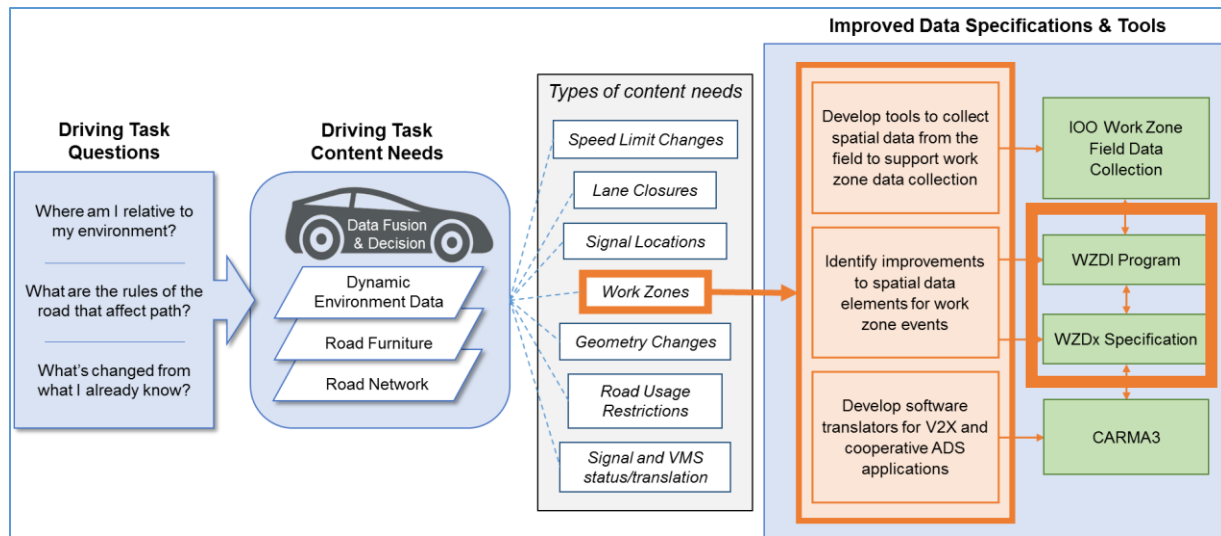 Improved Data Specifications & Tools
Driving Task
Questions
Where am I relative to
my environment?
What are the rules of the
road that affect path?
What's changed from
what I already know?
Driving Task
Content Needs
Data Fusion
& Decision
Dynamic
Environment Data
Road Furniture
Road Network
Types of content needs
Speed Limit Changes
Lane Closures
Signal Locations
Work Zones
Geometry Changes
Road Usage
Restrictions
Signal and VMS
status/translation
Develop tools to collect
spatial data from the
field to support work
zone data collection
Identify improvements
to spatial data
elements for work
zone events
Develop software
translators for V2X and
cooperative ADS
applications
IOO Work Zone
Field Data
Collection
WZDI Program
WZDx Specification
CARMA3